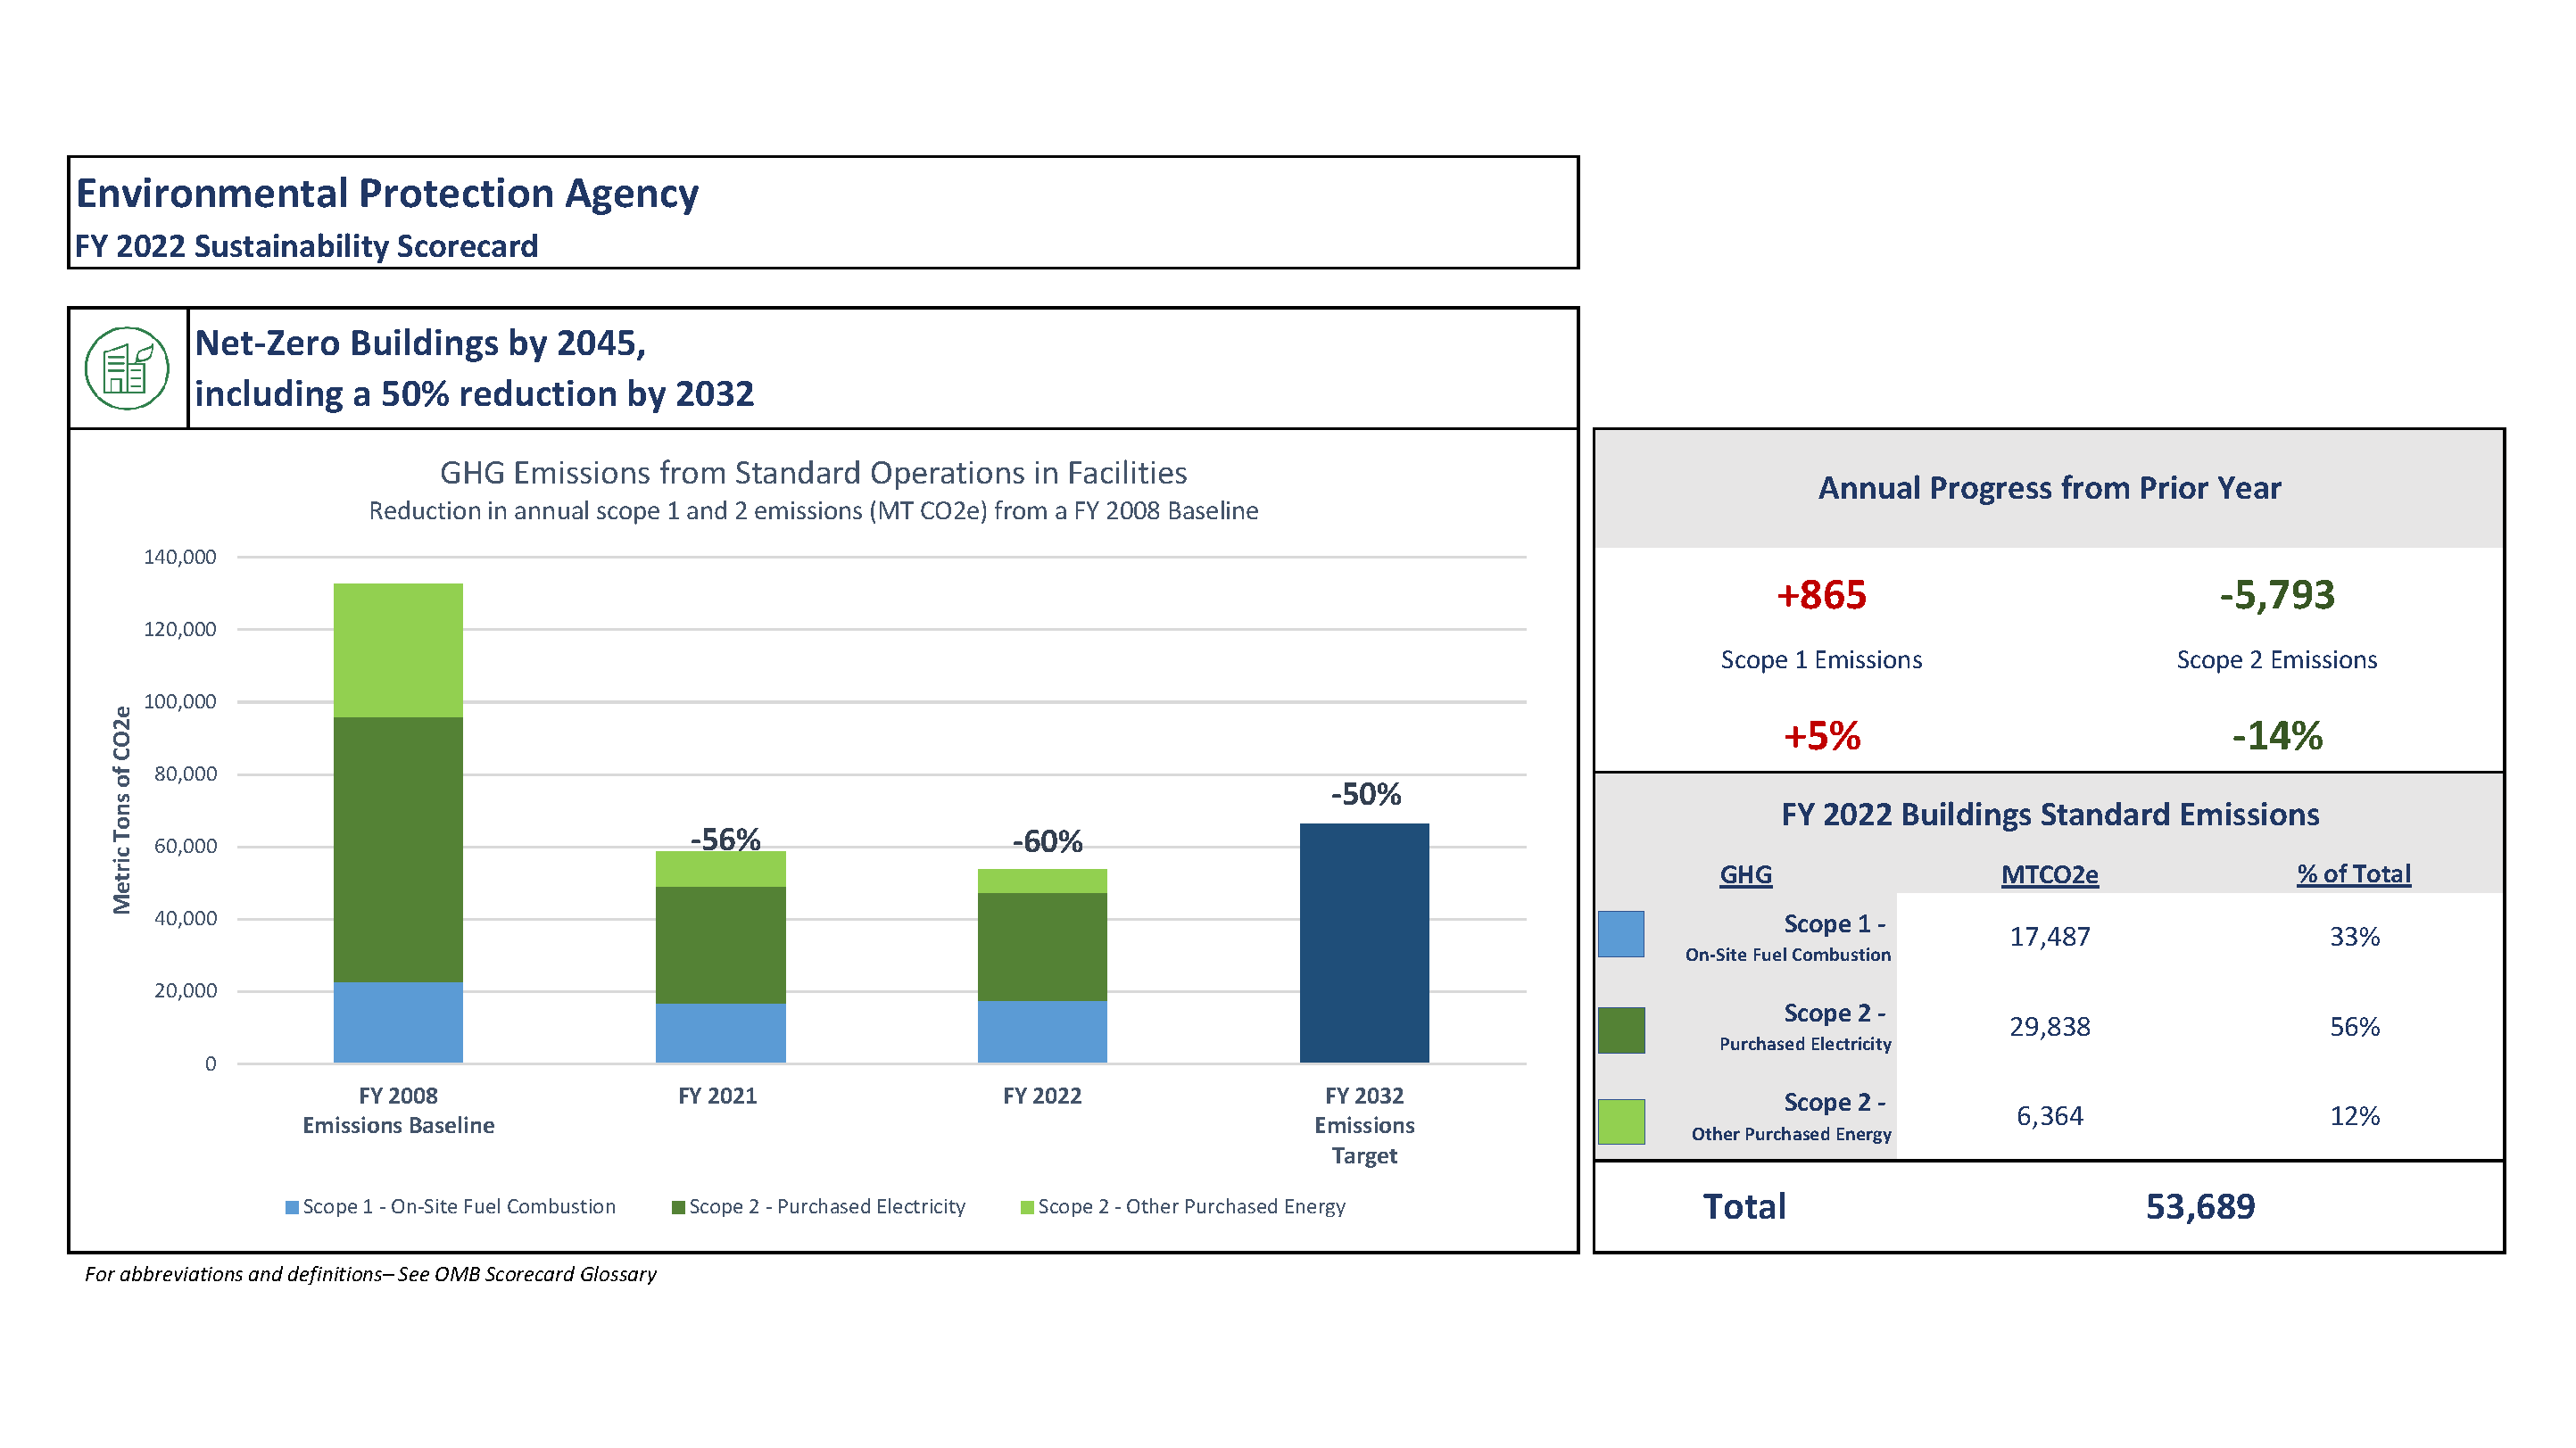 Environmental Protection Agency
FY 2022 Sustainability Scorecard
Net-Zero Buildings by 2045,
including a 50% reduction by 2032
GHG Emissions from Standard Operations in Facilities
Reduction in annual scope 1 and 2 emissions (MT CO2e) from a FY 2008 Baseline
Metric Tons of CO2e
140,000
120,000
100,000
80,000
60,000
40,000
20,000
0
-56%
-60%
-50%
FY 2008
Emissions Baseline
FY 2021
FY 2022
FY 2032
Emissions
Target
Scope 1 - On-Site Fuel Combustion
Scope 2 - Purchased Electricity
Scope 2 - Other Purchased Energy
Annual Progress from Prior Year
+865 -5,793
Scope 1 Emissions Scope 2 Emissions
+5% -14%
FY 2022 Buildings Standard Emissions
GHG MTCO2e % of Total
Scope 1 -
On-Site Fuel Combustion
17,487 33%
Scope 2 -
Purchased Electricity
29,838 56%
Scope 2 -
Other Purchased Energy
6,364 12%
Total 53,689
For abbreviations and definitions– See OMB Scorecard Glossary